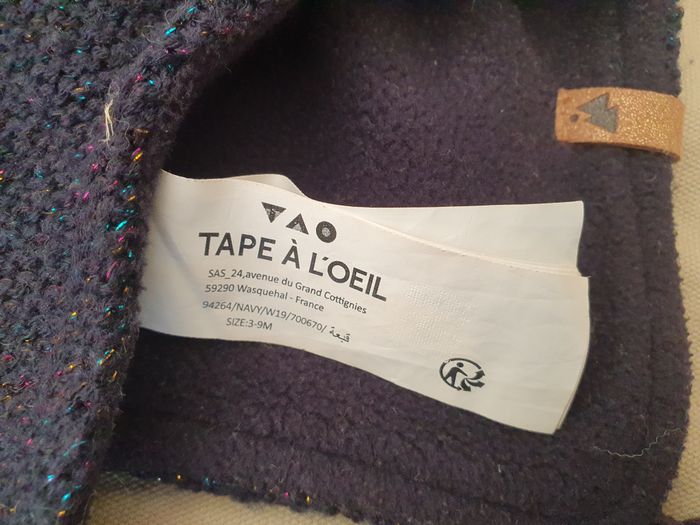 TAPE À L'OEIL
SAS_24,avenue du Grand Cottignies
59290 Wasquehal - France
94264/NAVY/W19/700670/ قبعة
SIZE:3-9M